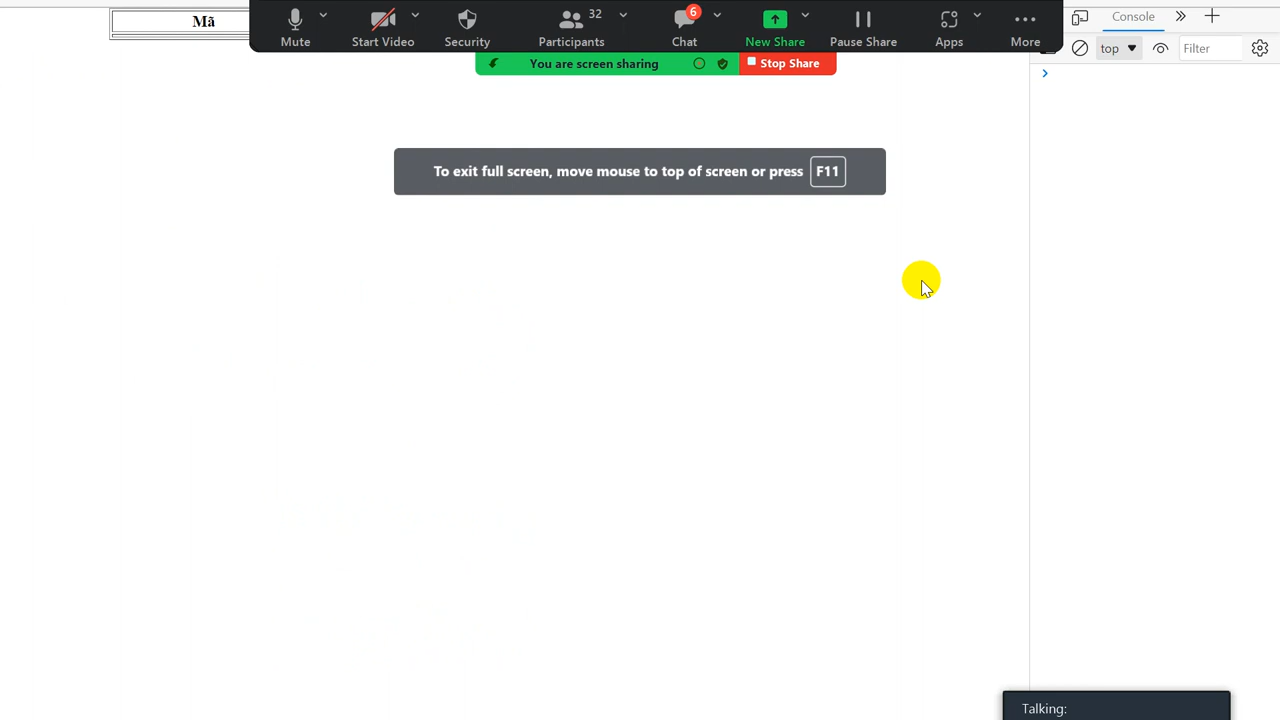 Mã
Mute
Start Video
Security
32
Participants
6
Chat
New Share
Pause Share
Apps
More
Console
top
Filter
You are screen sharing
Stop Share
To exit full screen, move mouse to top of screen or press F11
Talking: